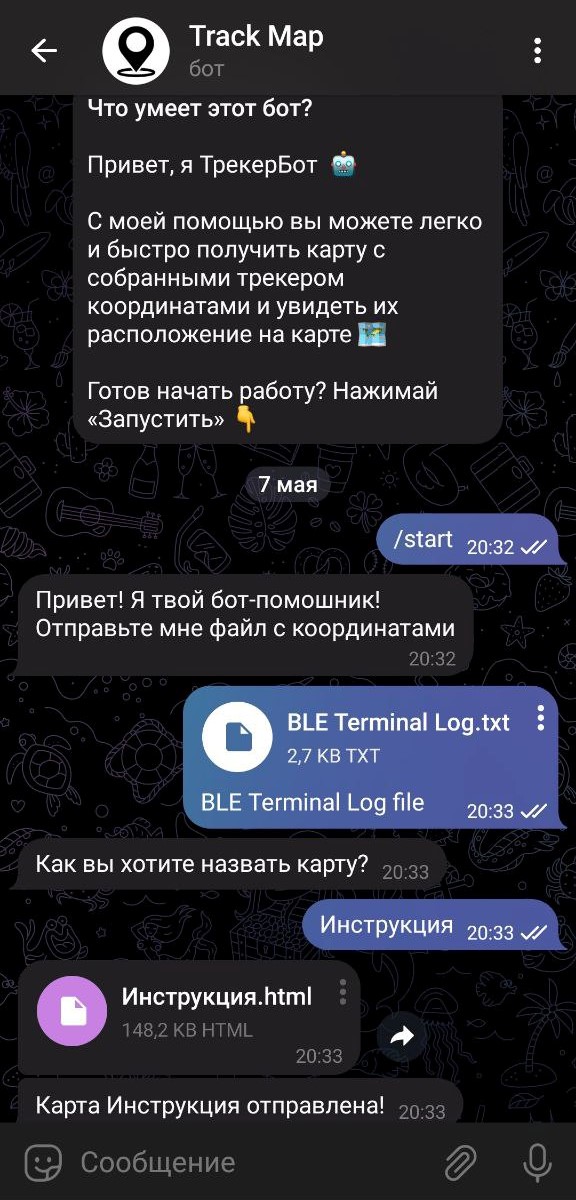 Track Map
бот
Что умеет этот бот?
Привет, я ТрекерБот 🤖
С моей помощью вы можете легко
и быстро получить карту с
собранными трекером
координатами и увидеть их
расположение на карте 🗺️
Готов начать работу? Нажимай
«Запустить» 👇
7 мая
/start 20:32
Привет! Я твой бот-помошник!
Отправьте мне файл с координатами
20:32
BLE Terminal Log.txt
2,7 KB TXT
BLE Terminal Log file 20:33
Как вы хотите назвать карту? 20:33
Инструкция 20:33
Инструкция.html
148,2 KB HTML
20:33
Карта Инструкция отправлена! 20:33
Сообщение